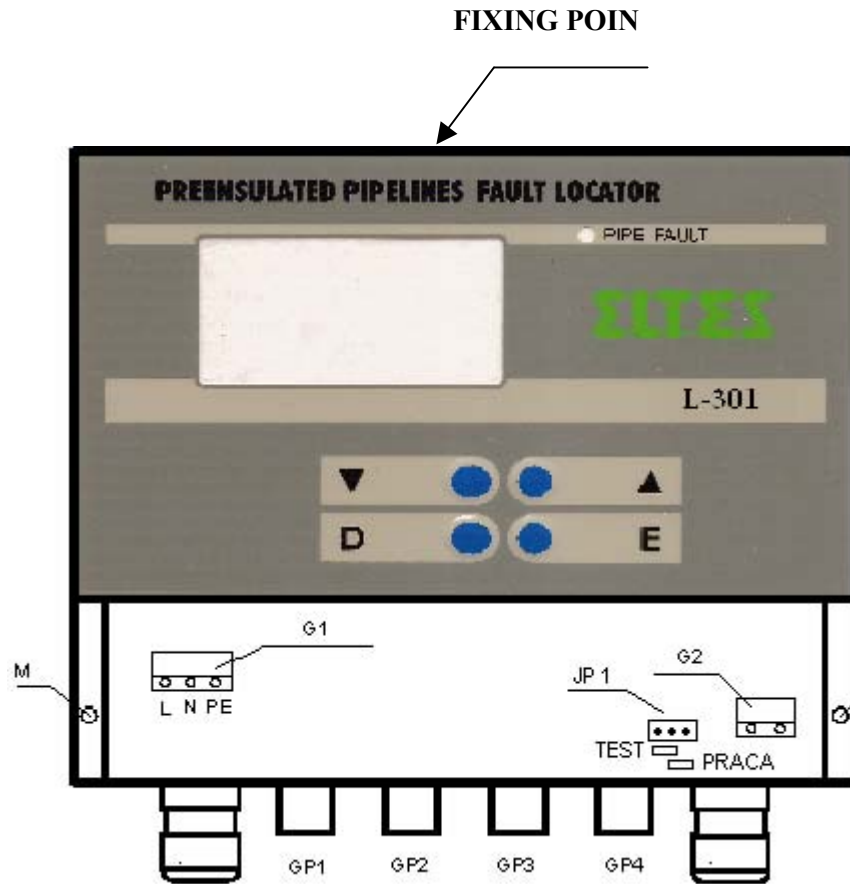 FIXING POIN
PREENSULATED PIPELINES FAULT LOCATOR
PIPE FAULT
ELTES
L-301
▼ ▲
D E
G1
M
L N PE
JP 1
G2
TEST
PRACA
GP1 GP2 GP3 GP4